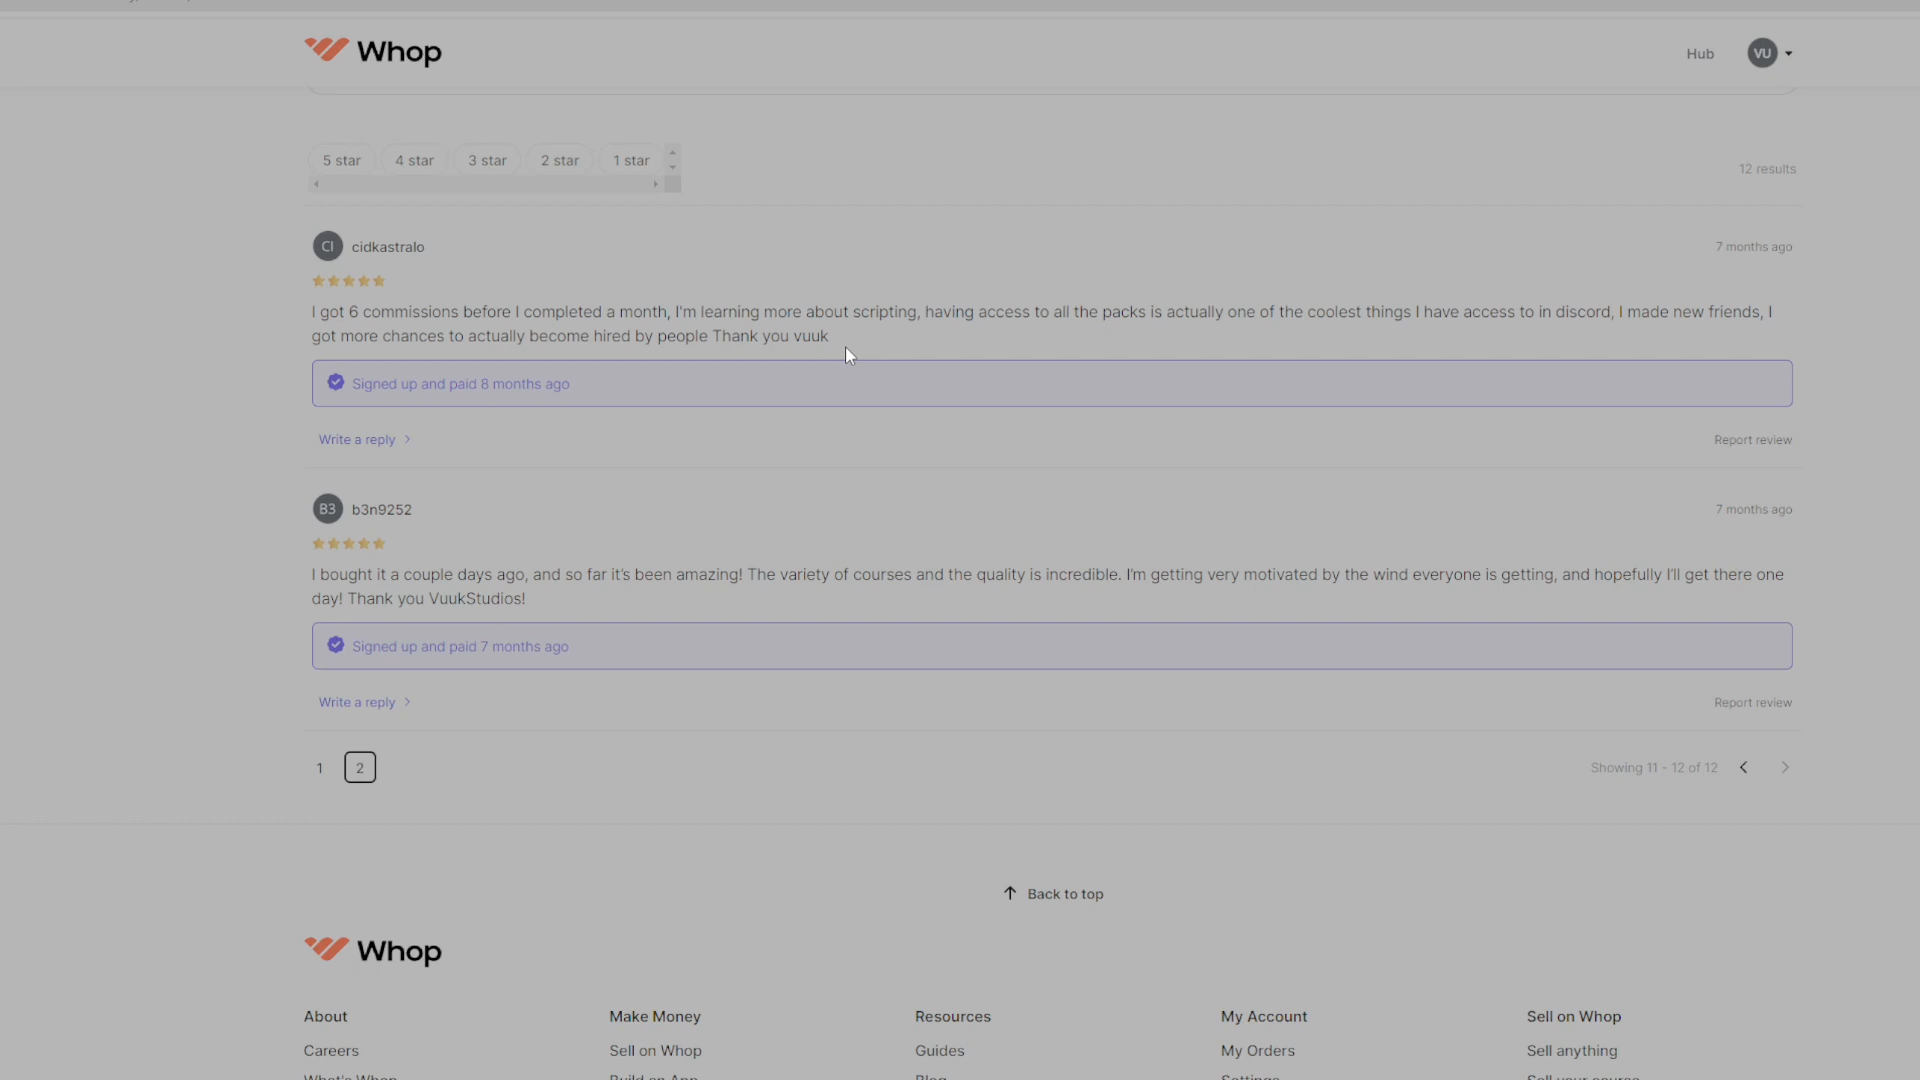 Whop
Hub
VU
5 star 4 star 3 star 2 star 1 star
12 results
CI cidkastralo
7 months ago
I got 6 commissions before I completed a month, I'm learning more about scripting, having access to all the packs is actually one of the coolest things I have access to in discord, I made new friends, I
got more chances to actually become hired by people Thank you vuuk
Signed up and paid 8 months ago
Write a reply
Report review
B3 b3n9252
7 months ago
I bought it a couple days ago, and so far it's been amazing! The variety of courses and the quality is incredible. I'm getting very motivated by the wind everyone is getting, and hopefully I'll get there one
day! Thank you VuukStudios!
Signed up and paid 7 months ago
Write a reply
Report review
1 2
Showing 11 - 12 of 12
Back to top
Whop
About Make Money Resources My Account Sell on Whop
Careers Sell on Whop Guides My Orders Sell anything